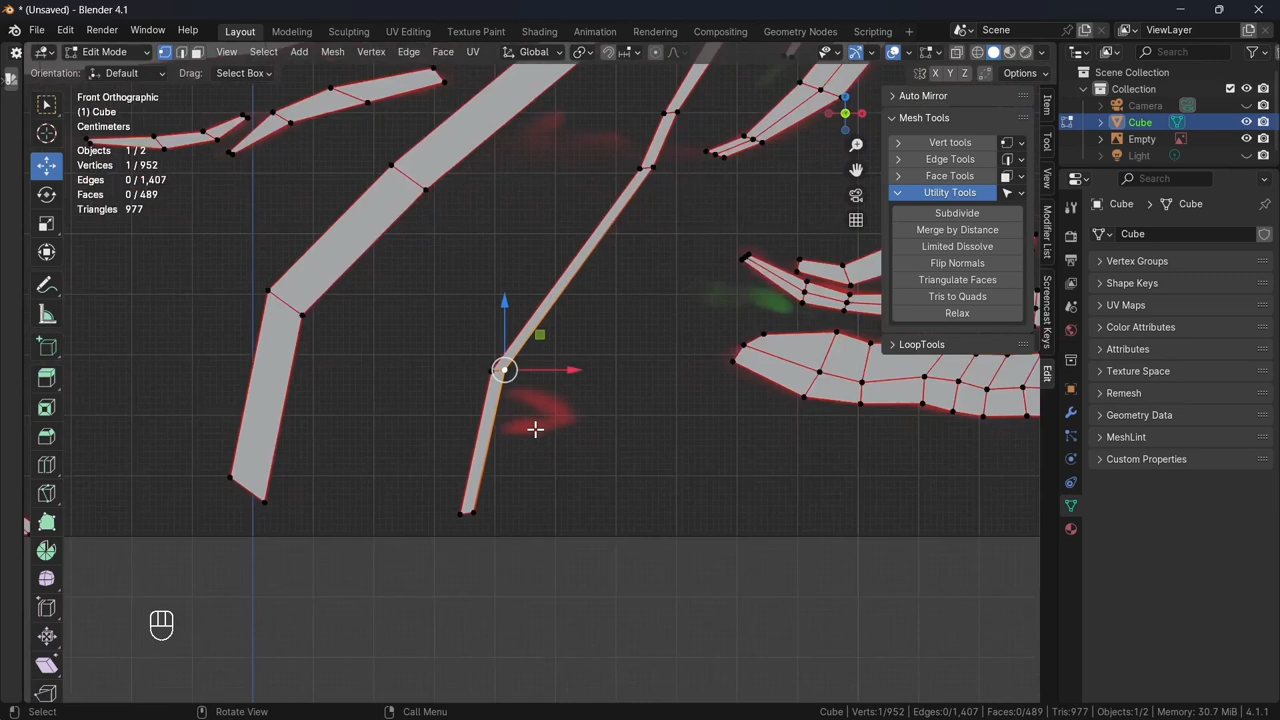 * (Unsaved) - Blender 4.1
File Edit Render Window Help Layout Modeling Sculpting UV Editing Texture Paint Shading Animation Rendering Compositing Geometry Nodes Scripting + Scene ViewLayer
Edit Mode View Select Add Mesh Vertex Edge Face UV Global Search
Orientation: Default Drag: Select Box X Y Z Options
Scene Collection
Collection
Camera
Cube
Empty
Light
Front Orthographic
(1) Cube
Centimeters
Objects 1 / 2
Vertices 1 / 952
Edges 0 / 1,407
Faces 0 / 489
Triangles 977
Auto Mirror
Mesh Tools
Vert tools
Edge Tools
Face Tools
Utility Tools
Subdivide
Merge by Distance
Limited Dissolve
Flip Normals
Triangulate Faces
Tris to Quads
Relax
LoopTools
Item
Tool
View
Modifier List
Screencast Keys
Edit
Search
Cube Cube
Cube
Vertex Groups
Shape Keys
UV Maps
Color Attributes
Attributes
Texture Space
Remesh
Geometry Data
MeshLint
Custom Properties
Select Rotate View Call Menu Cube | Verts:1/952 | Edges:0/1,407 | Faces:0/489 | Tris:977 | Objects:1/2 | Memory: 30.7 MiB | 4.1.1